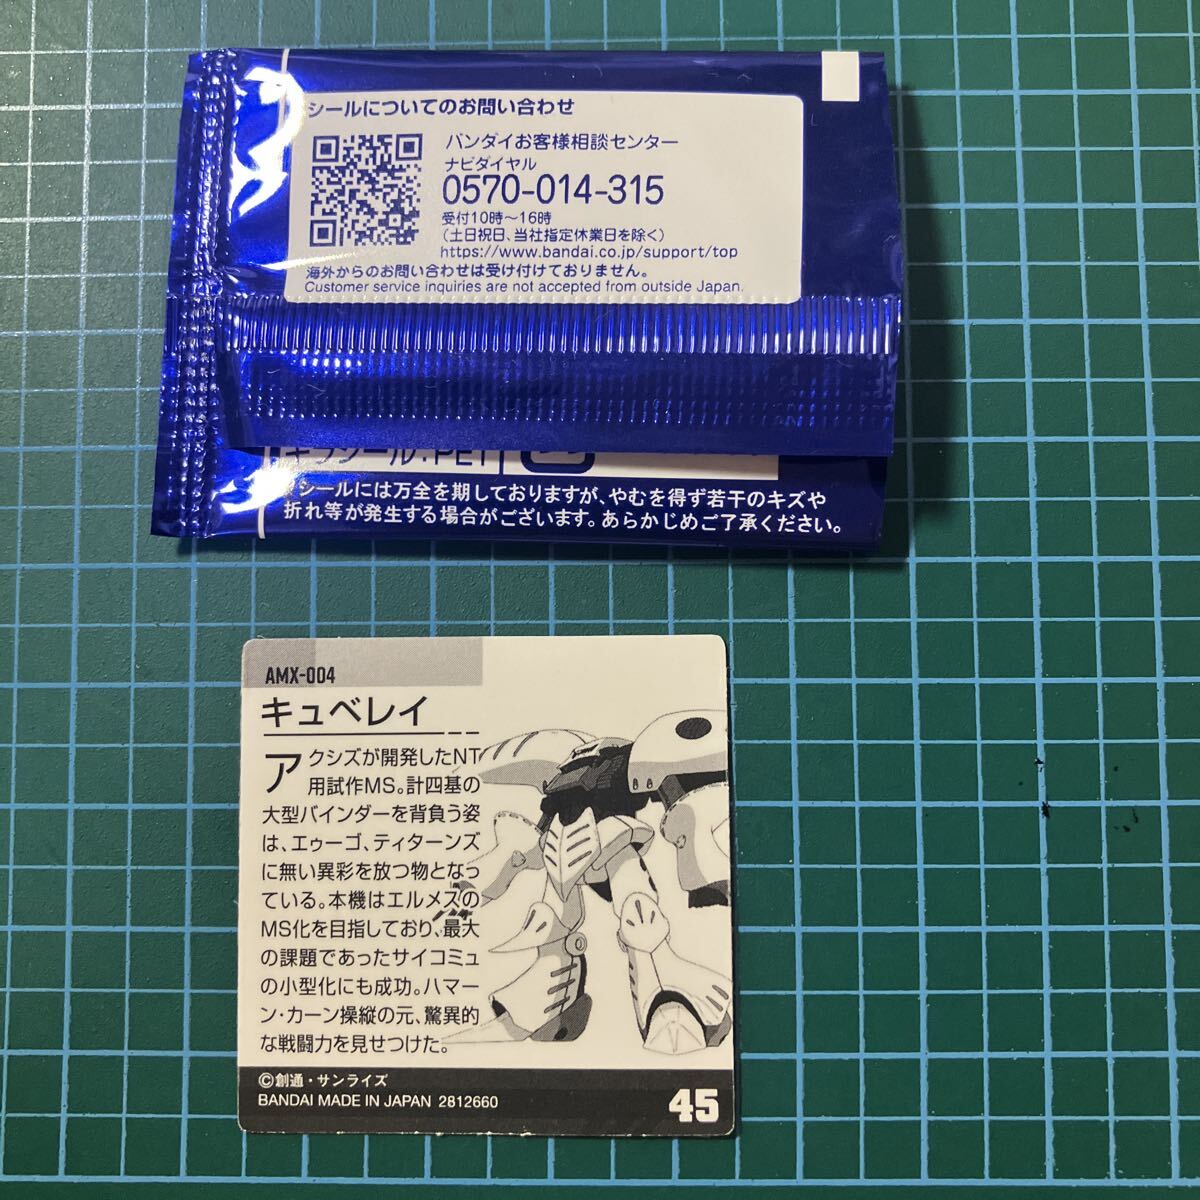 シールについてのお問い合わせ
バンダイお客様相談センター
ナビダイヤル
0570-014-315
受付10時～16時
(土日祝日、当社指定休業日を除く)
https://www.bandai.co.jp/support/top
海外からのお問い合わせは受け付けておりません。
Customer service inquiries are not accepted from outside Japan.
キラシール:PET
シールには万全を期しておりますが、やむを得ず若干のキズや
折れ等が発生する場合がございます。あらかじめご了承ください。
AMX-004
キュベレイ
アクシズが開発したNT
用試作MS。計四基の
大型バインダーを背負う姿
は、エゥーゴ、ティターンズ
に無い異彩を放つ物となっ
ている。本機はエルメスの
MS化を目指しており、最大
の課題であったサイコミュ
の小型化にも成功。ハマー
ン・カーン操縦の元、驚異的
な戦闘力を見せつけた。
©創通・サンライズ
BANDAI MADE IN JAPAN 2812660
45